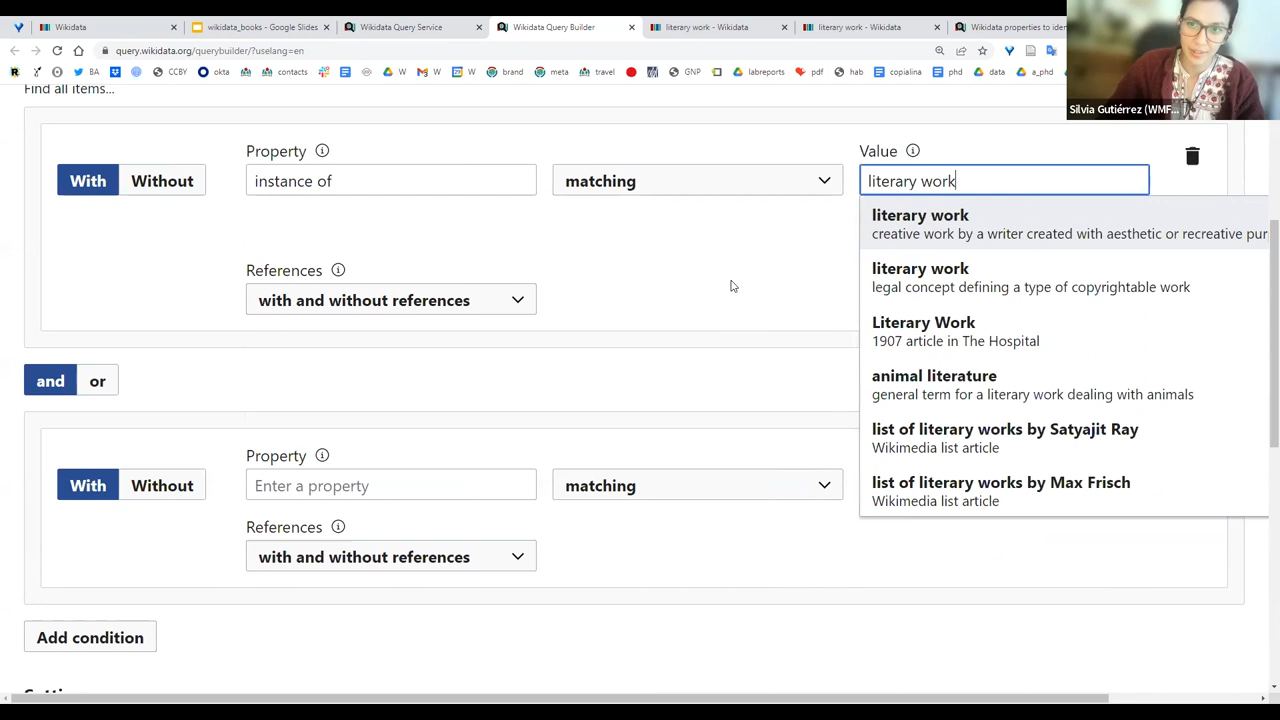 Wikidata
wikidata_books - Google Slides
Wikidata Query Service
Wikidata Query Builder
literary work - Wikidata
literary work - Wikidata
Wikidata properties to iden
query.wikidata.org/querybuilder/?uselang=en
BA
CCBY
okta
contacts
W
W
W
brand
meta
travel
GNP
labreports
pdf
hab
copialina
phd
data
a_phd
Silvia Gutiérrez (WMF...
Find all items...
Property
Value
With
Without
instance of
matching
literary work
literary work
creative work by a writer created with aesthetic or recreative pur
literary work
legal concept defining a type of copyrightable work
Literary Work
1907 article in The Hospital
animal literature
general term for a literary work dealing with animals
list of literary works by Satyajit Ray
Wikimedia list article
list of literary works by Max Frisch
Wikimedia list article
References
with and without references
and
or
Property
With
Without
Enter a property
matching
References
with and without references
Add condition